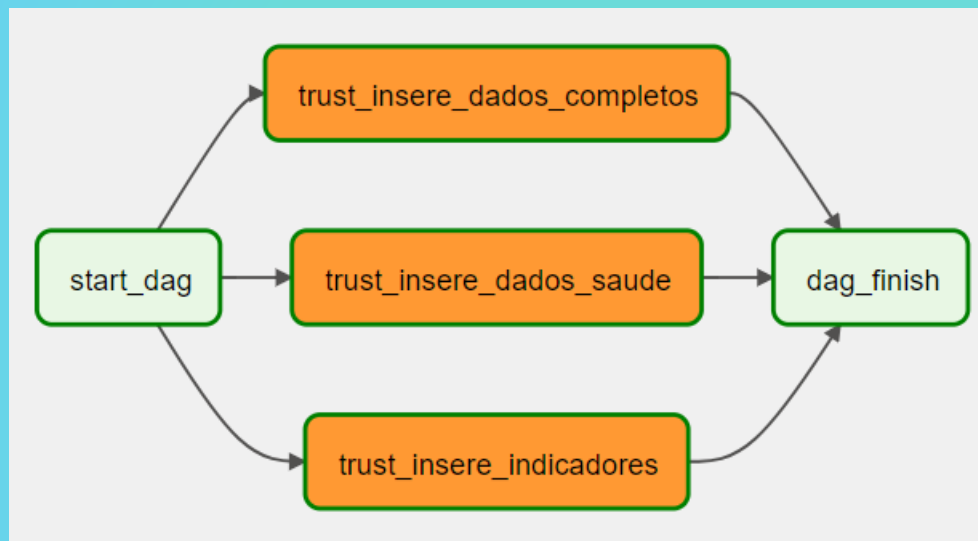 trust_insere_dados_completos
start_dag
trust_insere_dados_saude
dag_finish
trust_insere_indicadores